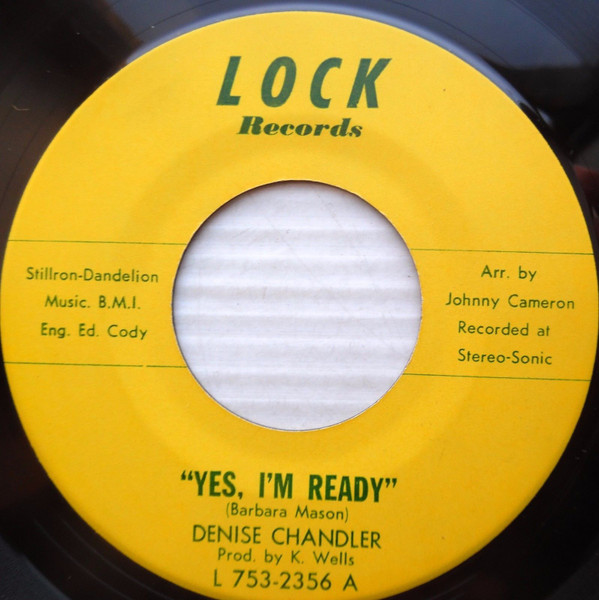 LOCK
Records
Stillron-Dandelion
Music. B.M.I.
Eng. Ed. Cody
Arr. by
Johnny Cameron
Recorded at
Stereo-Sonic
“YES, I'M READY”
(Barbara Mason)
DENISE CHANDLER
Prod. by K. Wells
L 753-2356 A